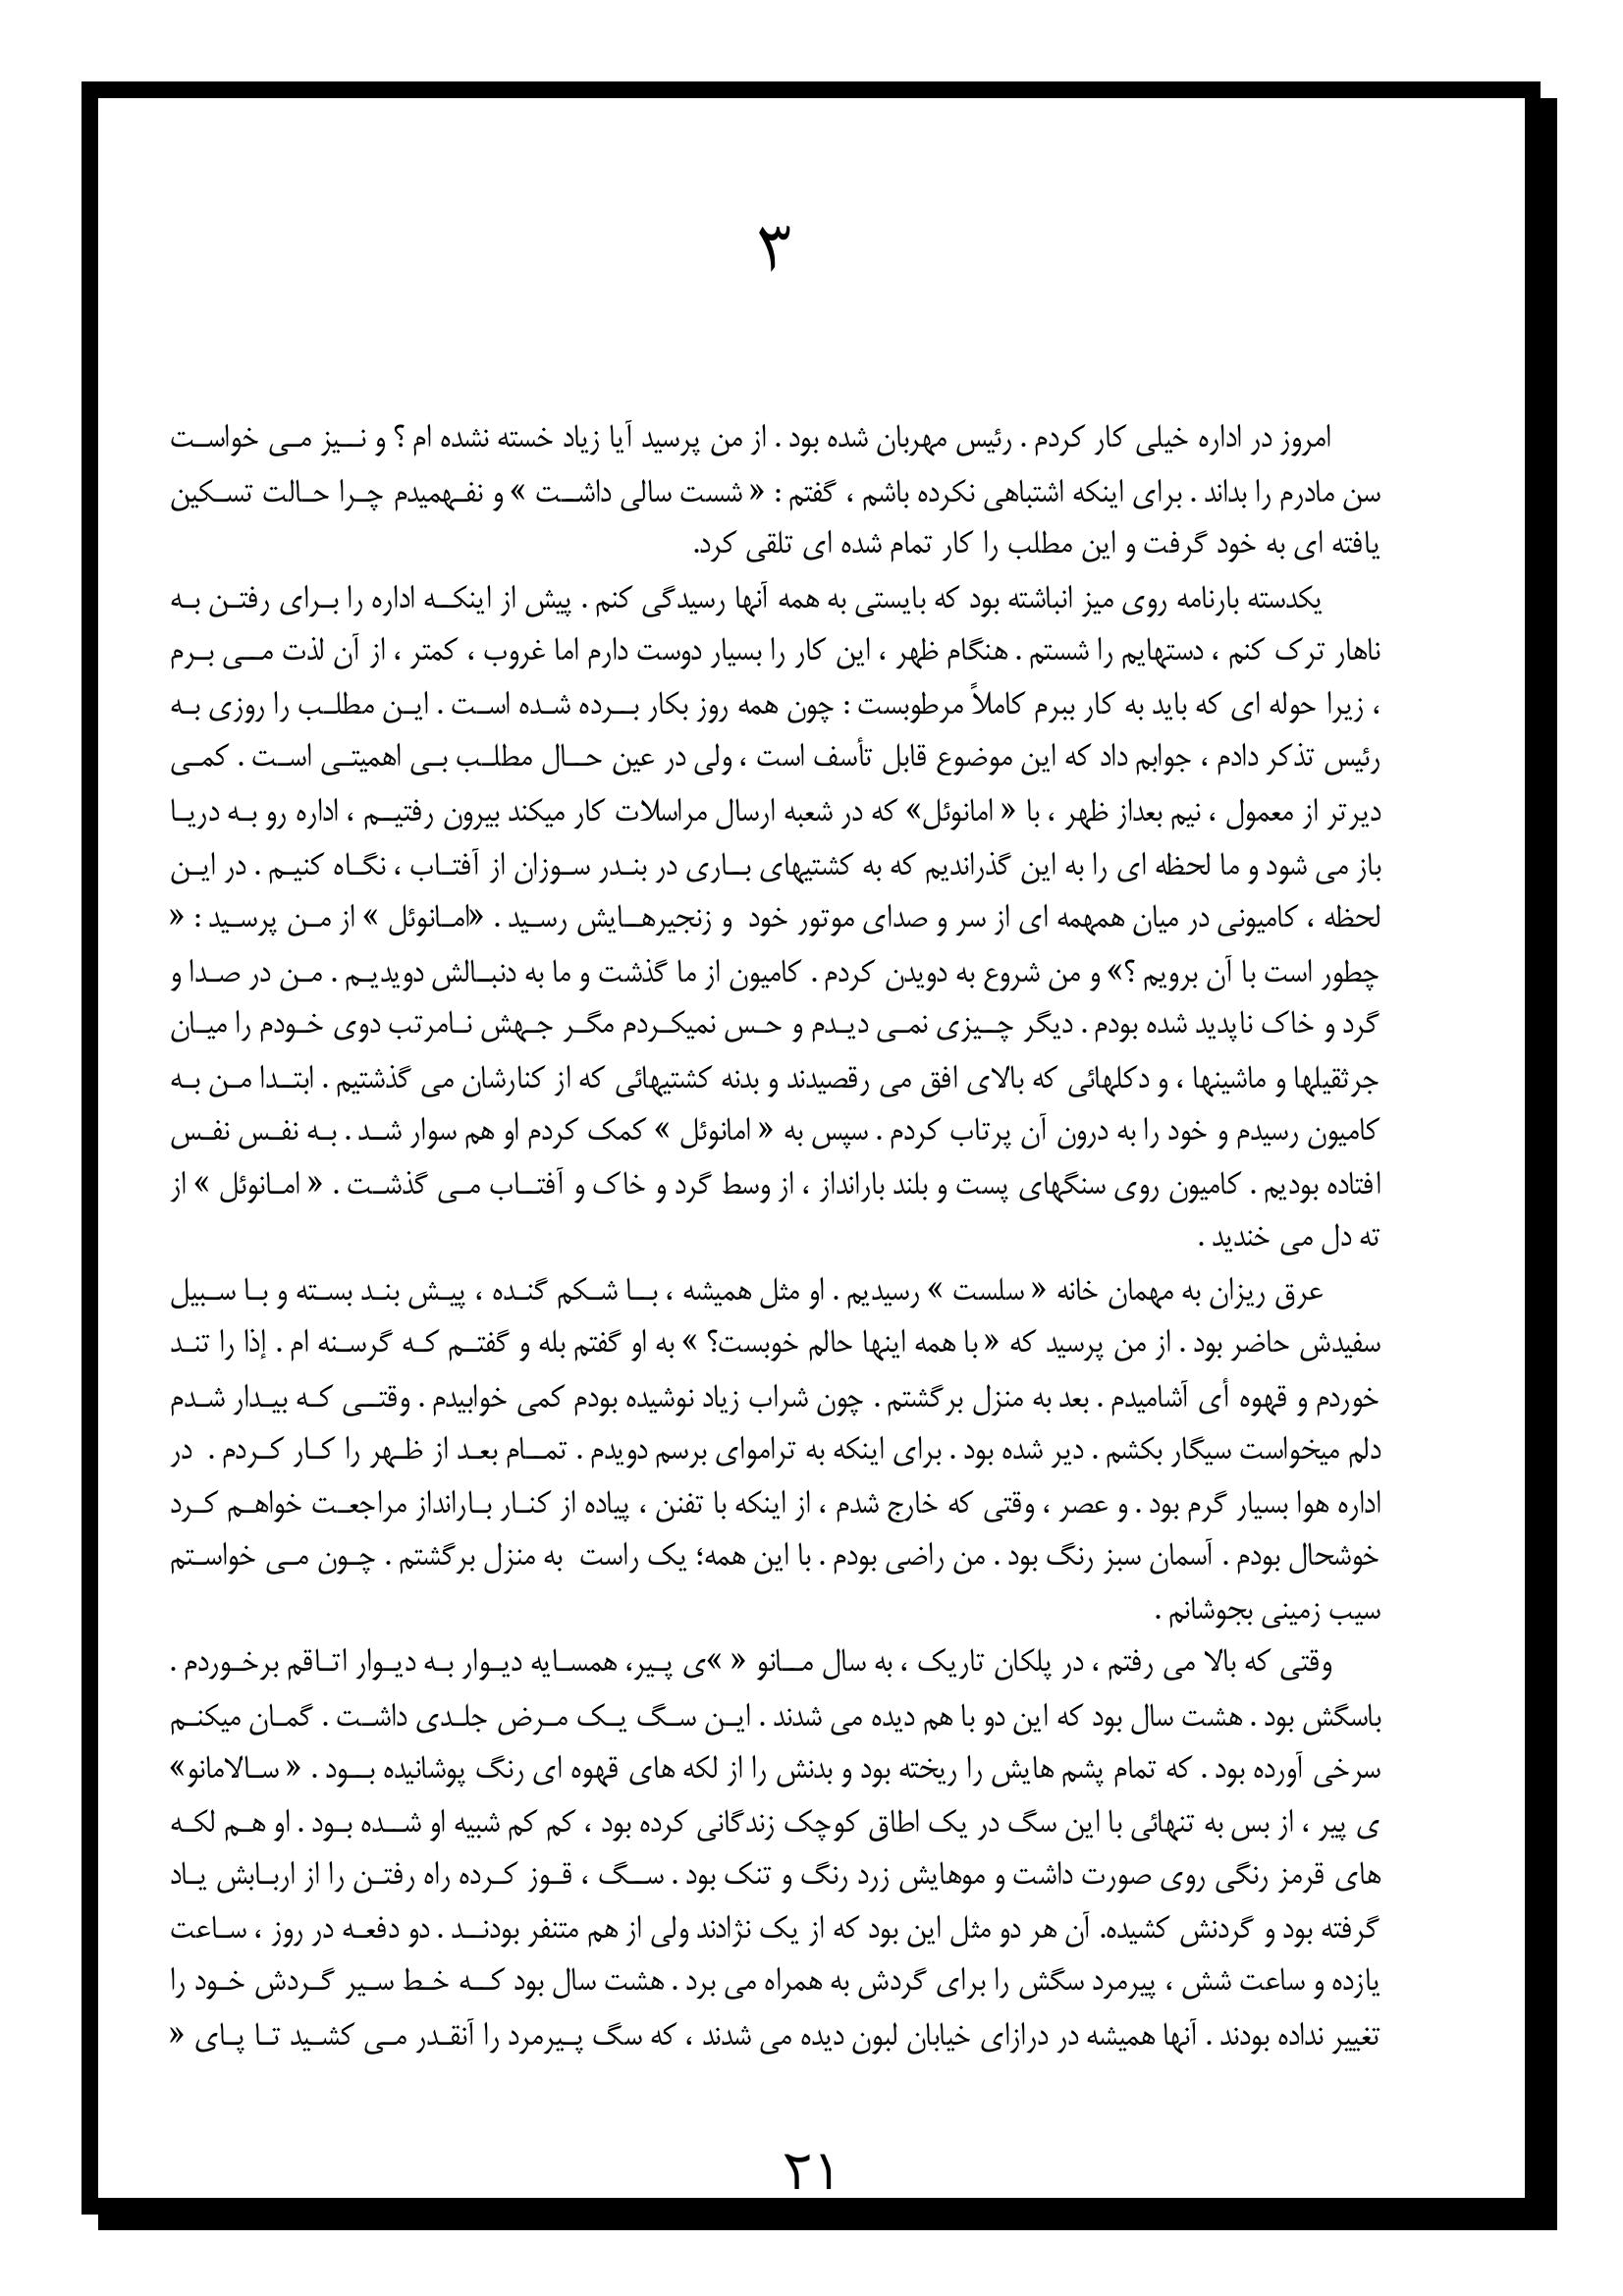 ۳
امروز در اداره خیلی کار کردم . رئیس مهربان شده بود . از من پرسید آیا زیاد خسته نشده ام ؟ و نیز می خواست
سن مادرم را بداند . برای اینکه اشتباهی نکرده باشم ، گفتم : « شست سالی داشت » و نفهمیدم چرا حالت تسکین
یافته ای به خود گرفت و این مطلب را کار تمام شده ای تلقی کرد.
یکدسته بارنامه روی میز انباشته بود که بایستی به همه آنها رسیدگی کنم . پیش از اینکه اداره را برای رفتن به
ناهار ترک کنم ، دستهایم را شستم . هنگام ظهر ، این کار را بسیار دوست دارم اما غروب ، کمتر ، از آن لذت می برم
، زیرا حوله ای که باید به کار ببرم کاملاً مرطوبست : چون همه روز بکار برده شده است . این مطلب را روزی به
رئیس تذکر دادم ، جوابم داد که این موضوع قابل تأسف است ، ولی در عین حال مطلب بی اهمیتی است . کمی
دیرتر از معمول ، نیم بعداز ظهر ، با « امانوئل» که در شعبه ارسال مراسلات کار میکند بیرون رفتیم ، اداره رو به دریا
باز می شود و ما لحظه ای را به این گذراندیم که به کشتیهای باری در بندر سوزان از آفتاب ، نگاه کنیم . در این
لحظه ، کامیونی در میان همهمه ای از سر و صدای موتور خود و زنجیرهایش رسید . «امانوئل » از من پرسید : «
چطور است با آن برویم ؟» و من شروع به دویدن کردم . کامیون از ما گذشت و ما به دنبالش دویدیم . من در صدا و
گرد و خاک ناپدید شده بودم . دیگر چیزی نمی دیدم و حس نمیکردم مگر جهش نامرتب دوی خودم را میان
جرثقیلها و ماشینها ، و دکلهائی که بالای افق می رقصیدند و بدنه کشتیهائی که از کنارشان می گذشتیم . ابتدا من به
کامیون رسیدم و خود را به درون آن پرتاب کردم . سپس به « امانوئل » کمک کردم او هم سوار شد . به نفس نفس
افتاده بودیم . کامیون روی سنگهای پست و بلند بارانداز ، از وسط گرد و خاک و آفتاب می گذشت . « امانوئل » از
ته دل می خندید .
عرق ریزان به مهمان خانه « سلست » رسیدیم . او مثل همیشه ، با شکم گنده ، پیش بند بسته و با سبیل
سفیدش حاضر بود . از من پرسید که « با همه اینها حالم خوبست؟ » به او گفتم بله و گفتم که گرسنه ام . إذا را تند
خوردم و قهوه أی آشامیدم . بعد به منزل برگشتم . چون شراب زیاد نوشیده بودم کمی خوابیدم . وقتی که بیدار شدم
دلم میخواست سیگار بکشم . دیر شده بود . برای اینکه به تراموای برسم دویدم . تمام بعد از ظهر را کار کردم . در
اداره هوا بسیار گرم بود . و عصر ، وقتی که خارج شدم ، از اینکه با تفنن ، پیاده از کنار بارانداز مراجعت خواهم کرد
خوشحال بودم . آسمان سبز رنگ بود . من راضی بودم . با این همه؛ یک راست به منزل برگشتم . چون می خواستم
سیب زمینی بجوشانم .
وقتی که بالا می رفتم ، در پلکان تاریک ، به سال مانو « »ی پیر، همسایه دیوار به دیوار اتاقم برخوردم .
باسگش بود . هشت سال بود که این دو با هم دیده می شدند . این سگ یک مرض جلدی داشت . گمان میکنم
سرخی آورده بود . که تمام پشم هایش را ریخته بود و بدنش را از لکه های قهوه ای رنگ پوشانیده بود . « سالامانو»
ی پیر ، از بس به تنهائی با این سگ در یک اطاق کوچک زندگانی کرده بود ، کم کم شبیه او شده بود . او هم لکه
های قرمز رنگی روی صورت داشت و موهایش زرد رنگ و تنک بود . سگ ، قوز کرده راه رفتن را از اربابش یاد
گرفته بود و گردنش کشیده. آن هر دو مثل این بود که از یک نژادند ولی از هم متنفر بودند . دو دفعه در روز ، ساعت
یازده و ساعت شش ، پیرمرد سگش را برای گردش به همراه می برد . هشت سال بود که خط سیر گردش خود را
تغییر نداده بودند . آنها همیشه در درازای خیابان لبون دیده می شدند ، که سگ پیرمرد را آنقدر می کشید تا پای «
۲۱